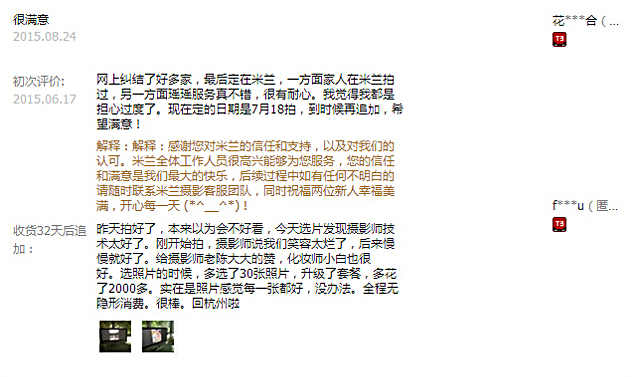 很满意
2015.08.24
花***合（...
T3
初次评价:
2015.06.17
网上纠结了好多家，最后定在米兰，一方面家人在米兰拍
过，另一方面瑶瑶服务真不错，很有耐心。我觉得我都是
担心过度了。现在定的日期是7月18拍，到时候再追加，希
望满意！
解释：解释：感谢您对米兰的信任和支持，以及对我们的
认可。米兰全体工作人员很高兴能够为您服务，您的信任
和满意是我们最大的快乐，后续过程中如有任何不明白的
请随时联系米兰摄影客服团队，同时祝福两位新人幸福美
满，开心每一天 (*^__^*)！
f***u（匿...
T3
收货32天后追
加：
昨天拍好了，本来以为会不好看，今天选片发现摄影师技
术太好了。刚开始拍，摄影师说我们笑容太烂了，后来慢
慢就好了。给摄影师老陈大大的赞，化妆师小白也很
好。选照片的时候，多选了30张照片，升级了套餐，多花
了2000多。实在是照片感觉每一张都好，没办法。全程无
隐形消费。很棒。回杭州啦